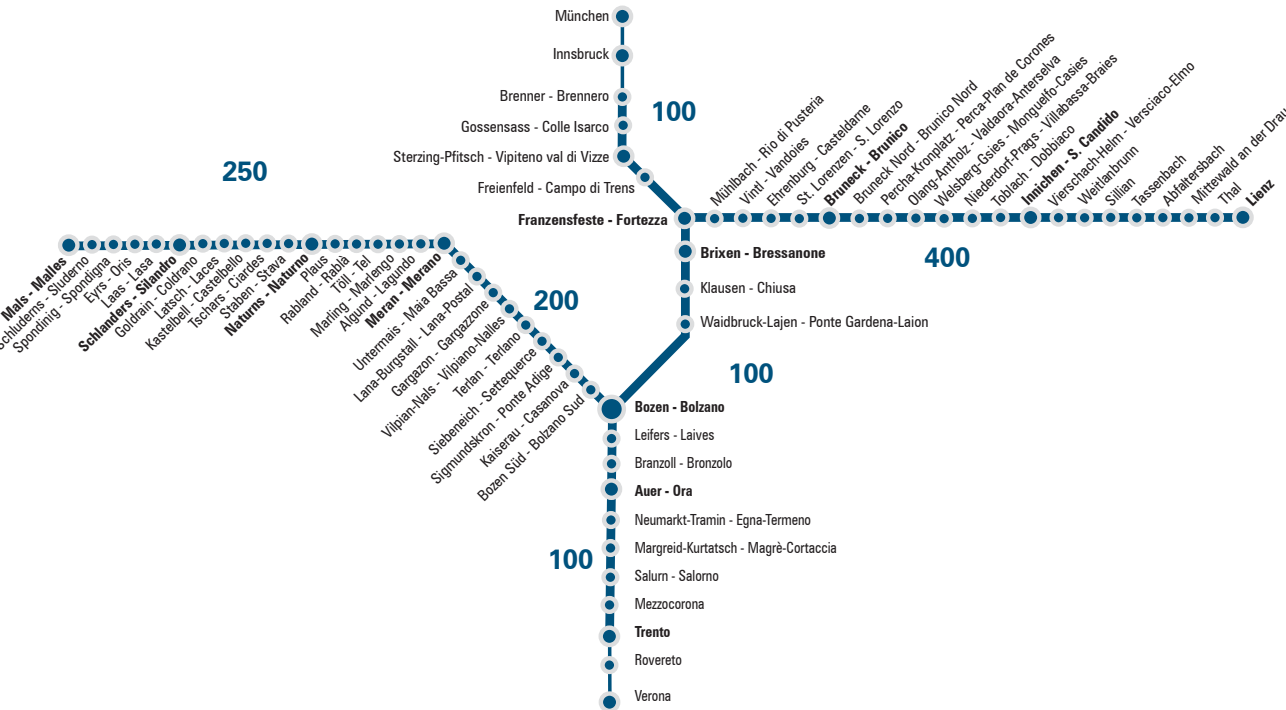 München
Innsbruck
Brenner - Brennero
100
Gossensass - Colle Isarco
Sterzing-Pfitsch - Vipiteno val di Vizze
Freienfeld - Campo di Trens
Franzensfeste - Fortezza
Mühlbach - Rio di Pusteria
Vintl - Vandoies
Ehrenburg - Casteldarne
St. Lorenzen - S. Lorenzo
Bruneck - Brunico
Bruneck Nord - Brunico Nord
Percha-Kronplatz - Perca-Plan de Corones
Olang-Antholz - Valdaora-Anterselva
Welsberg-Gsies - Monguelfo-Casies
Niederdorf-Prags - Villabassa-Braies
Toblach - Dobbiaco
Innichen - S. Candido
Vierschach-Helm - Versciaco-Elmo
Weitlanbrunn
Sillian
Tassenbach
Abfaltersbach
Mittewald an der Drau
Thal
Lienz
400
250
Mals - Malles
Schluderns - Sluderno
Spondinig - Spondigna
Eyrs - Oris
Laas - Lasa
Schlanders - Silandro
Goldrain - Coldrano
Latsch - Laces
Kastelbell - Castelbello
Tschars - Ciardes
Staben - Stava
Naturns - Naturno
Plaus
Rabland - Rablà
Töll - Tel
Marling - Marlengo
Algund - Lagundo
Meran - Merano
200
Untermais - Maia Bassa
Lana-Burgstall - Lana-Postal
Gargazon - Gargazzone
Vilpian-Nals - Vilpiano-Nalles
Terlan - Terlano
Siebeneich - Settequerce
Sigmundskron - Ponte Adige
Kaiserau - Casanova
Bozen Süd - Bolzano Sud
Brixen - Bressanone
Klausen - Chiusa
Waidbruck-Lajen - Ponte Gardena-Laion
100
Bozen - Bolzano
Leifers - Laives
Branzoll - Bronzolo
Auer - Ora
Neumarkt-Tramin - Egna-Termeno
100
Margreid-Kurtatsch - Magrè-Cortaccia
Salurn - Salorno
Mezzocorona
Trento
Rovereto
Verona